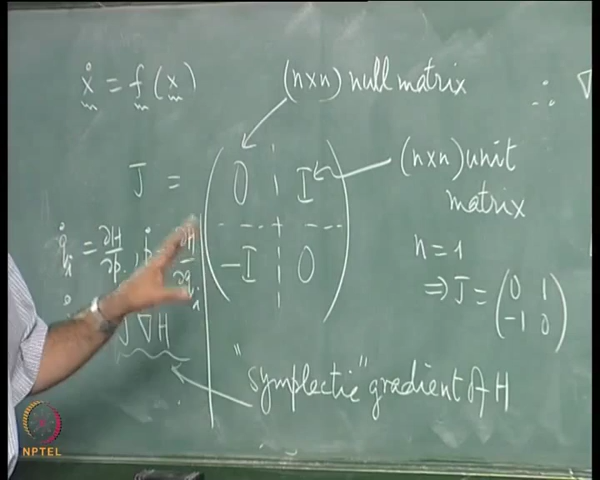 ẋ = f(x)
(n×n) null matrix
∴ ∇
J = ( 0 I
-I 0 )
(n×n) unit
matrix
q̇ᵢ = ∂H/∂pᵢ , ṗ ∂H/∂qᵢ
n = 1
⇒ J = ( 0 1
-1 0 )
J ∇H
"symplectic" gradient of H
NPTEL